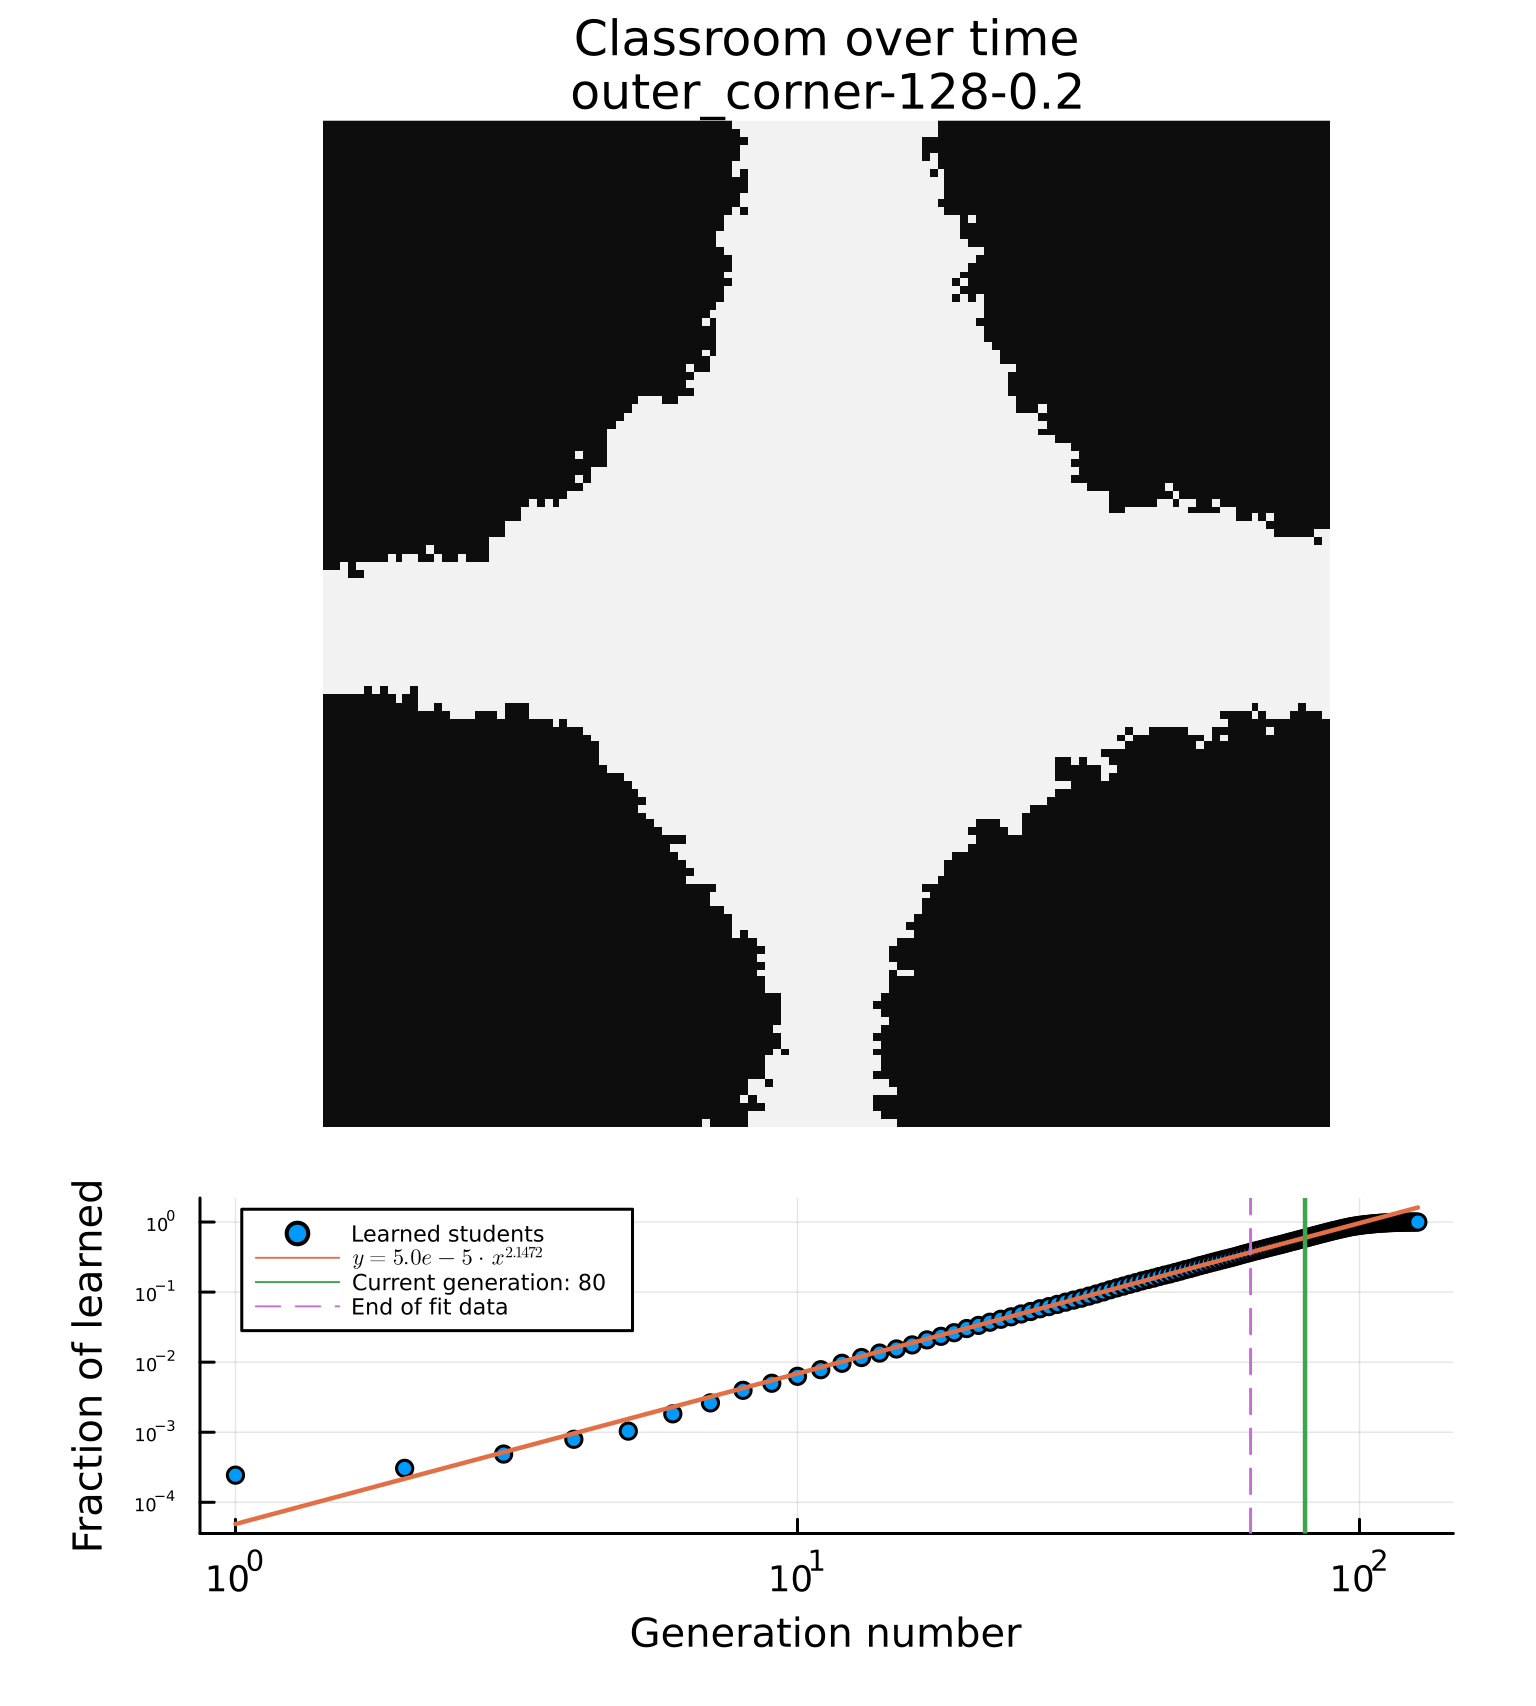 Classroom over time
outer_corner-128-0.2
Fraction of learned
10^0
10^-1
10^-2
10^-3
10^-4
Learned students
y = 5.0e − 5 · x^2.1472
Current generation: 80
End of fit data
10^0 10^1 10^2
Generation number